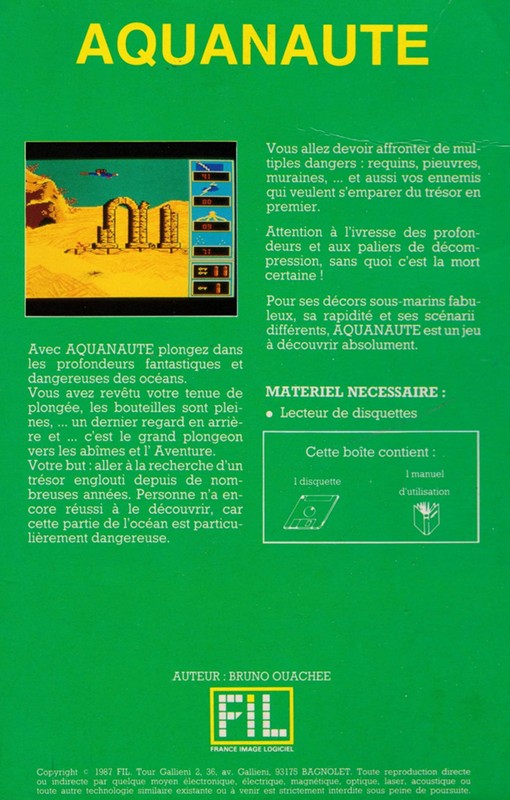 AQUANAUTE
Avec AQUANAUTE plongez dans
les profondeurs fantastiques et
dangereuses des océans.
Vous avez revêtu votre tenue de
plongée, les bouteilles sont plei-
nes, ... un dernier regard en arriè-
re et ... c'est le grand plongeon
vers les abîmes et l' Aventure.
Votre but : aller à la recherche d'un
trésor englouti depuis de nom-
breuses années. Personne n'a en-
core réussi à le découvrir, car
cette partie de l'océan est particu-
lièrement dangereuse.
Vous allez devoir affronter de mul-
tiples dangers : requins, pieuvres,
muraines, ... et aussi vos ennemis
qui veulent s'emparer du trésor en
premier.
Attention à l'ivresse des profon-
deurs et aux paliers de décom-
pression, sans quoi c'est la mort
certaine !
Pour ses décors sous-marins fabu-
leux, sa rapidité et ses scénarii
différents, AQUANAUTE est un jeu
à découvrir absolument.
MATERIEL NECESSAIRE :
● Lecteur de disquettes
Cette boîte contient :
1 disquette
1 manuel
d'utilisation
AUTEUR : BRUNO OUACHEE
FIL
FRANCE IMAGE LOGICIEL
Copyright © 1987 FIL. Tour Gallieni 2, 36, av. Gallieni, 93175 BAGNOLET. Toute reproduction directe
ou indirecte par quelque moyen électronique, électrique, magnétique, optique, laser, acoustique ou
toute autre technologie similaire existante ou à venir est strictement interdite sous peine de poursuite.